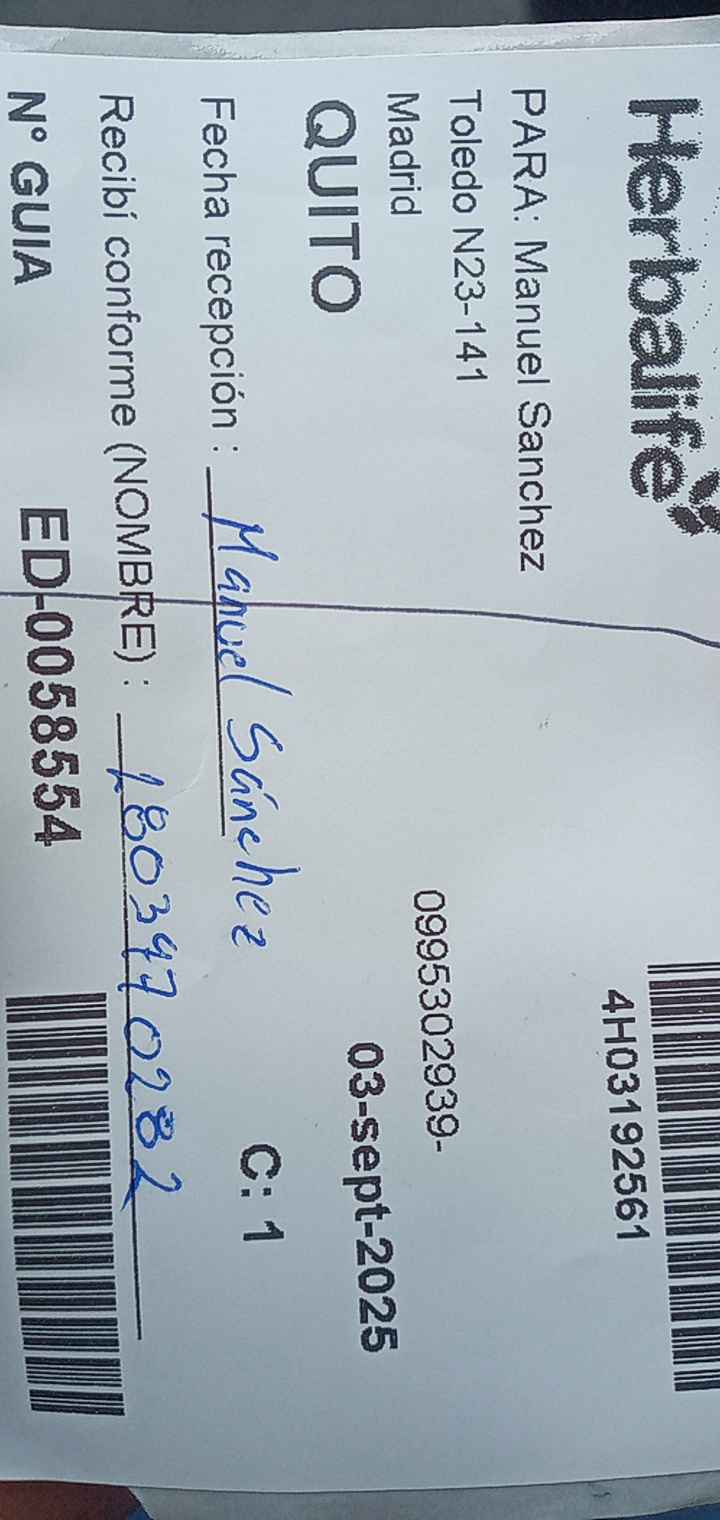 Herbalife
4H03192561
PARA: Manuel Sanchez
Toledo N23-141
0995302939-
Madrid
QUITO
03-sept-2025
Fecha recepción : Manuel Sánchez
C: 1
Recibí conforme (NOMBRE) : 1803470282
N° GUIA ED-0058554